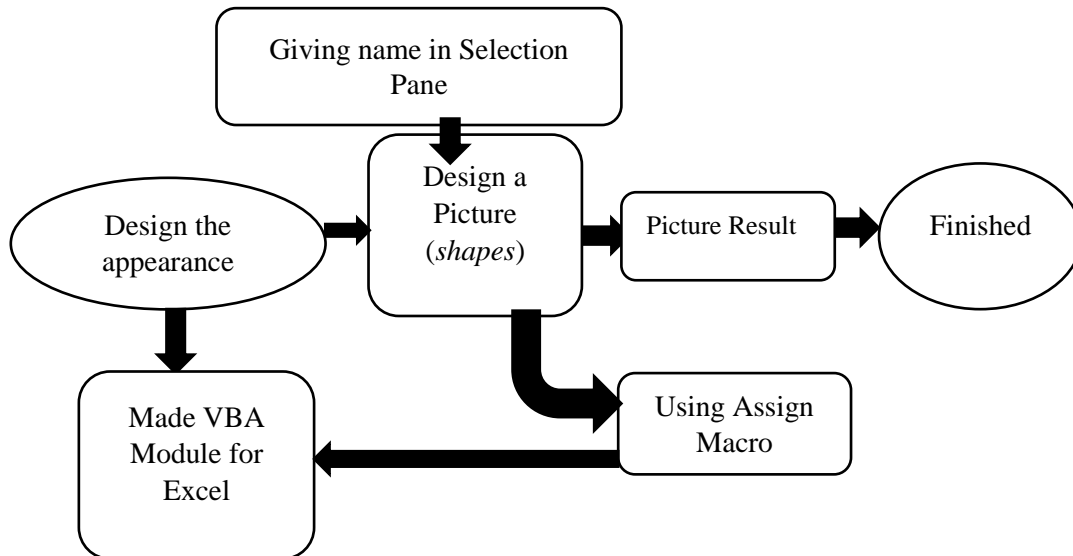 Giving name in Selection
Pane
Design the
appearance
Design a
Picture
(shapes)
Picture Result
Finished
Made VBA
Module for
Excel
Using Assign
Macro